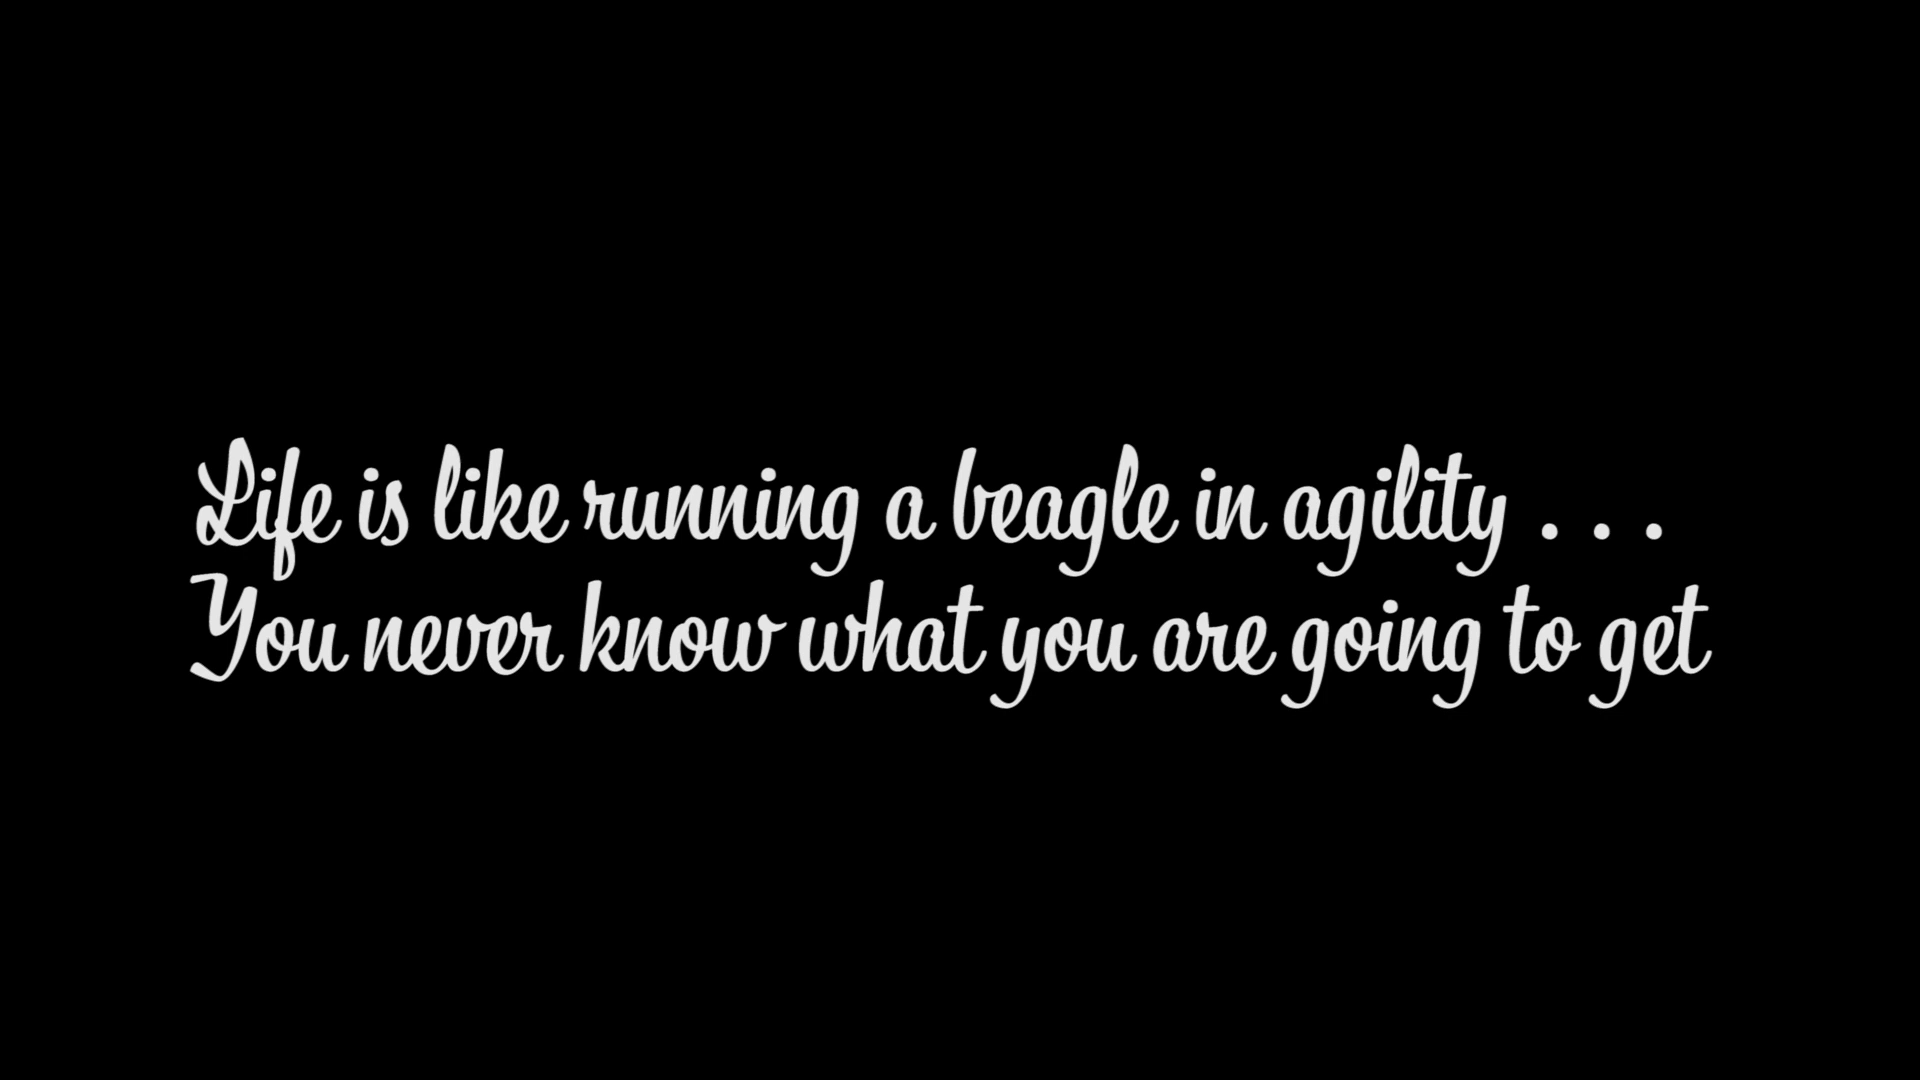 Life is like running a beagle in agility . . .
You never know what you are going to get